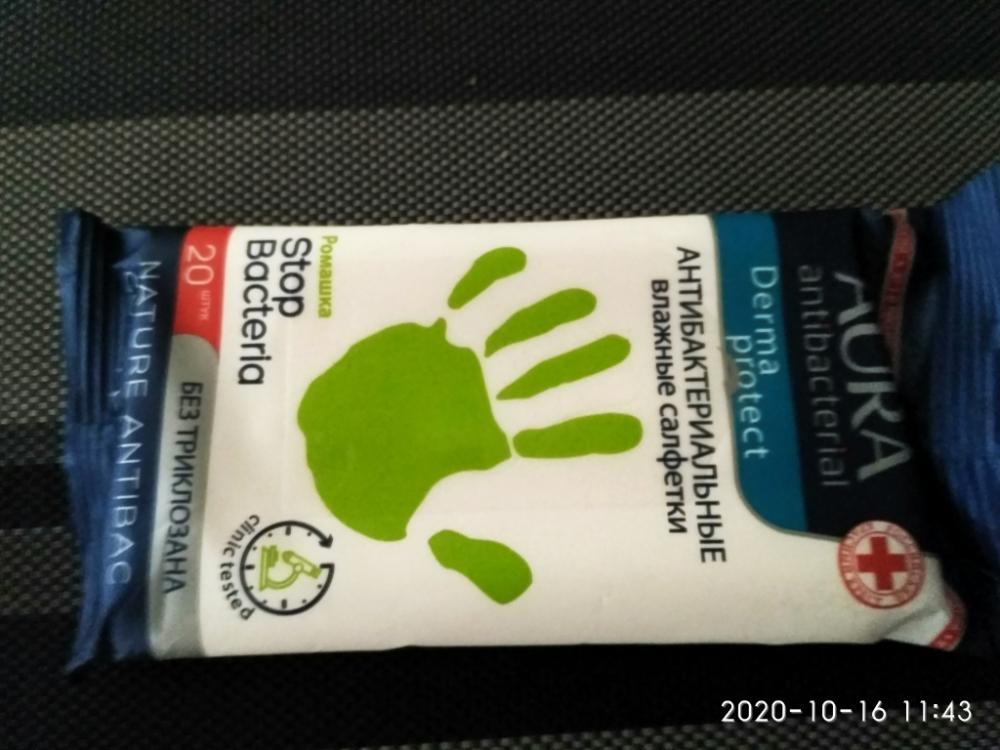 AURA
antibacterial
Derma
protect
АНТИБАКТЕРИАЛЬНЫЕ
влажные салфетки
Ромашка
Stop
Bacteria
clinic tested
20 штук
БЕЗ ТРИКЛОЗАНА
NATURE ANTIBAC
2020-10-16 11:43